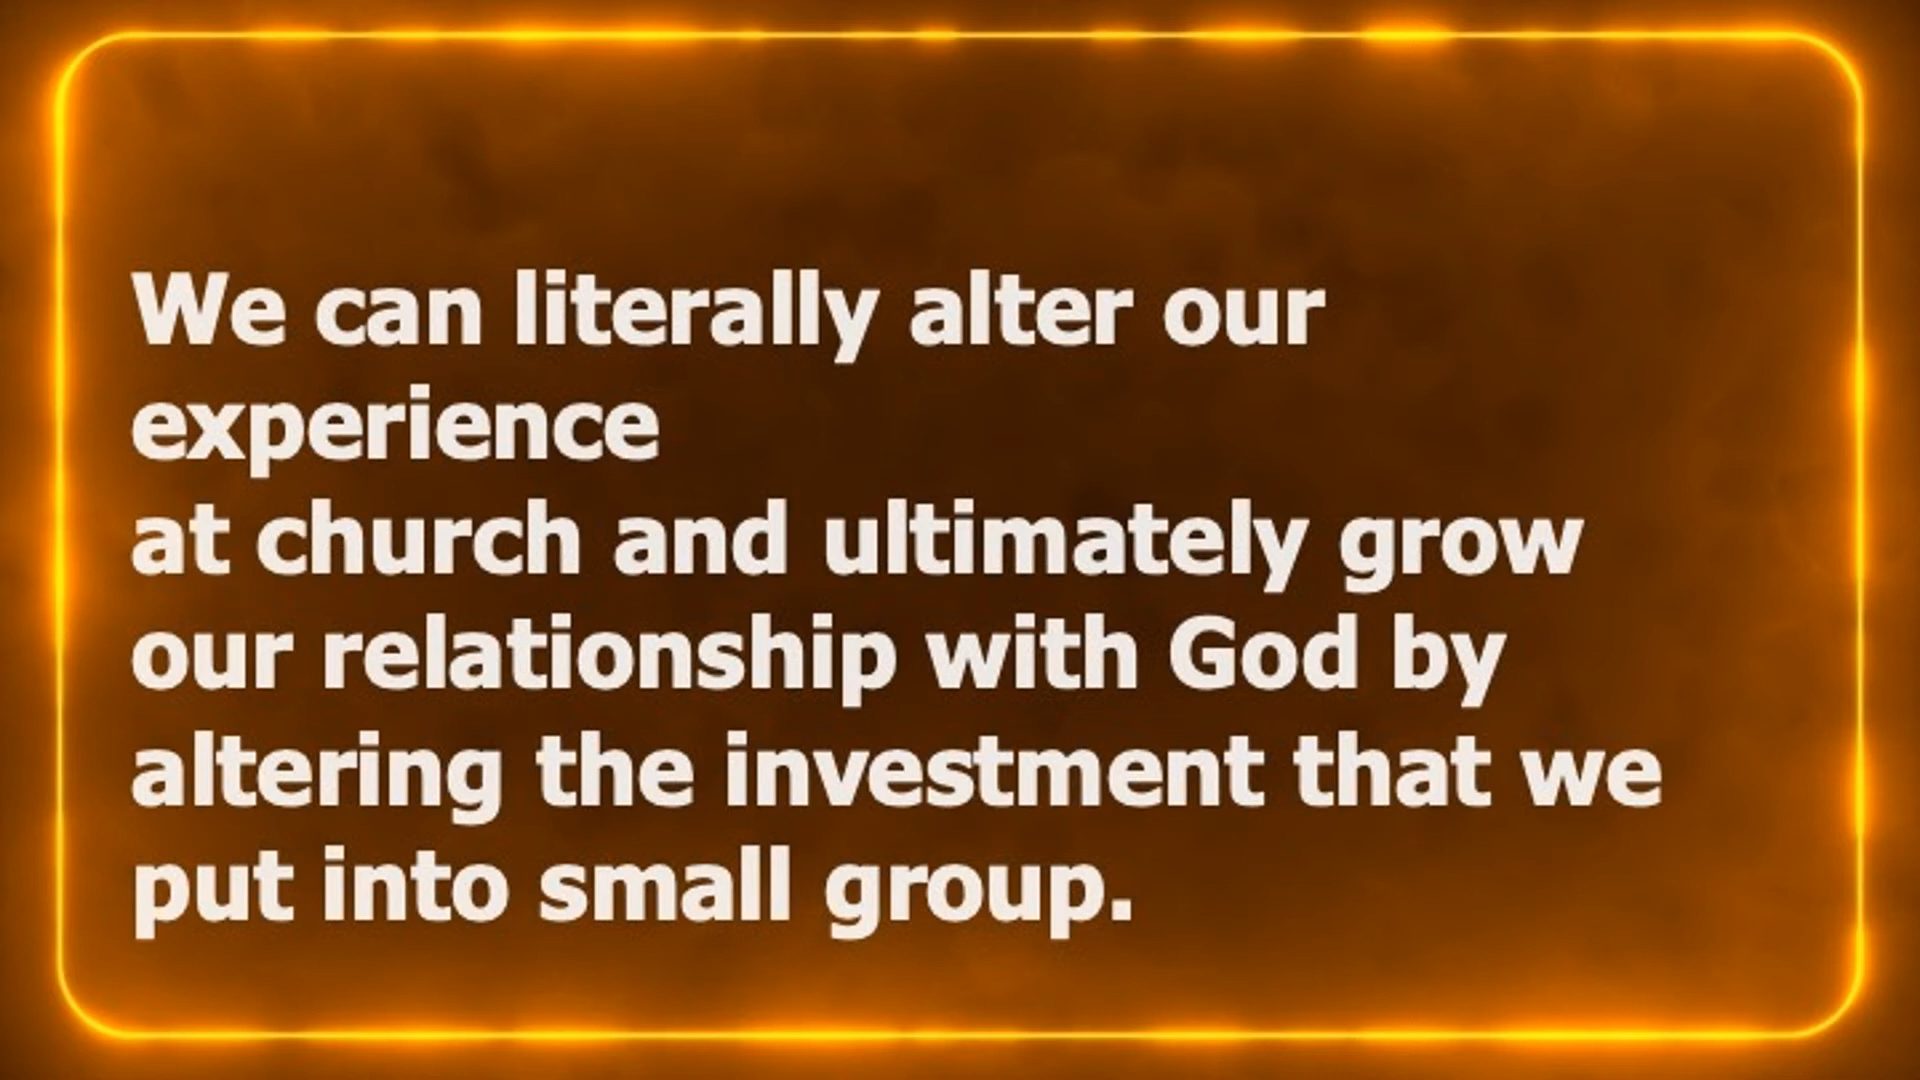 We can literally alter our
experience
at church and ultimately grow
our relationship with God by
altering the investment that we
put into small group.